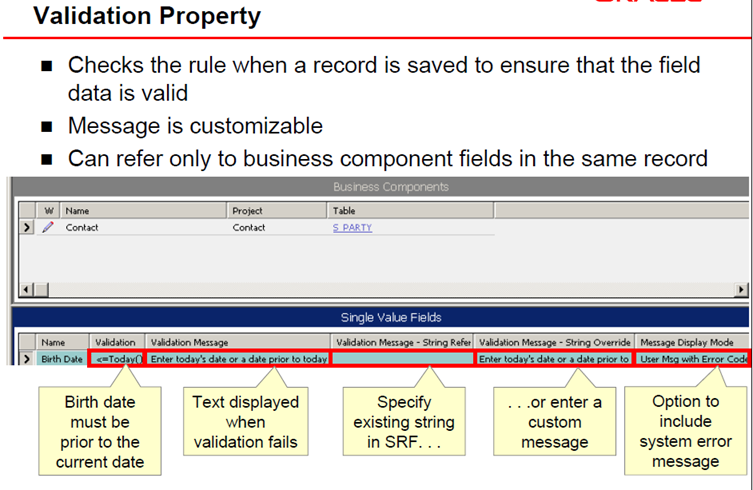 Validation Property
■ Checks the rule when a record is saved to ensure that the field
data is valid
■ Message is customizable
■ Can refer only to business component fields in the same record
Business Components
W Name Project Table
Contact Contact S_PARTY
Single Value Fields
Name Validation Validation Message Validation Message - String Refer Validation Message - String Override Message Display Mode
Birth Date <=Today() Enter today's date or a date prior to today Enter today's date or a date prior to User Msg with Error Code
Birth date
must be
prior to the
current date
Text displayed
when
validation fails
Specify
existing string
in SRF. . .
. . .or enter a
custom
message
Option to
include
system error
message